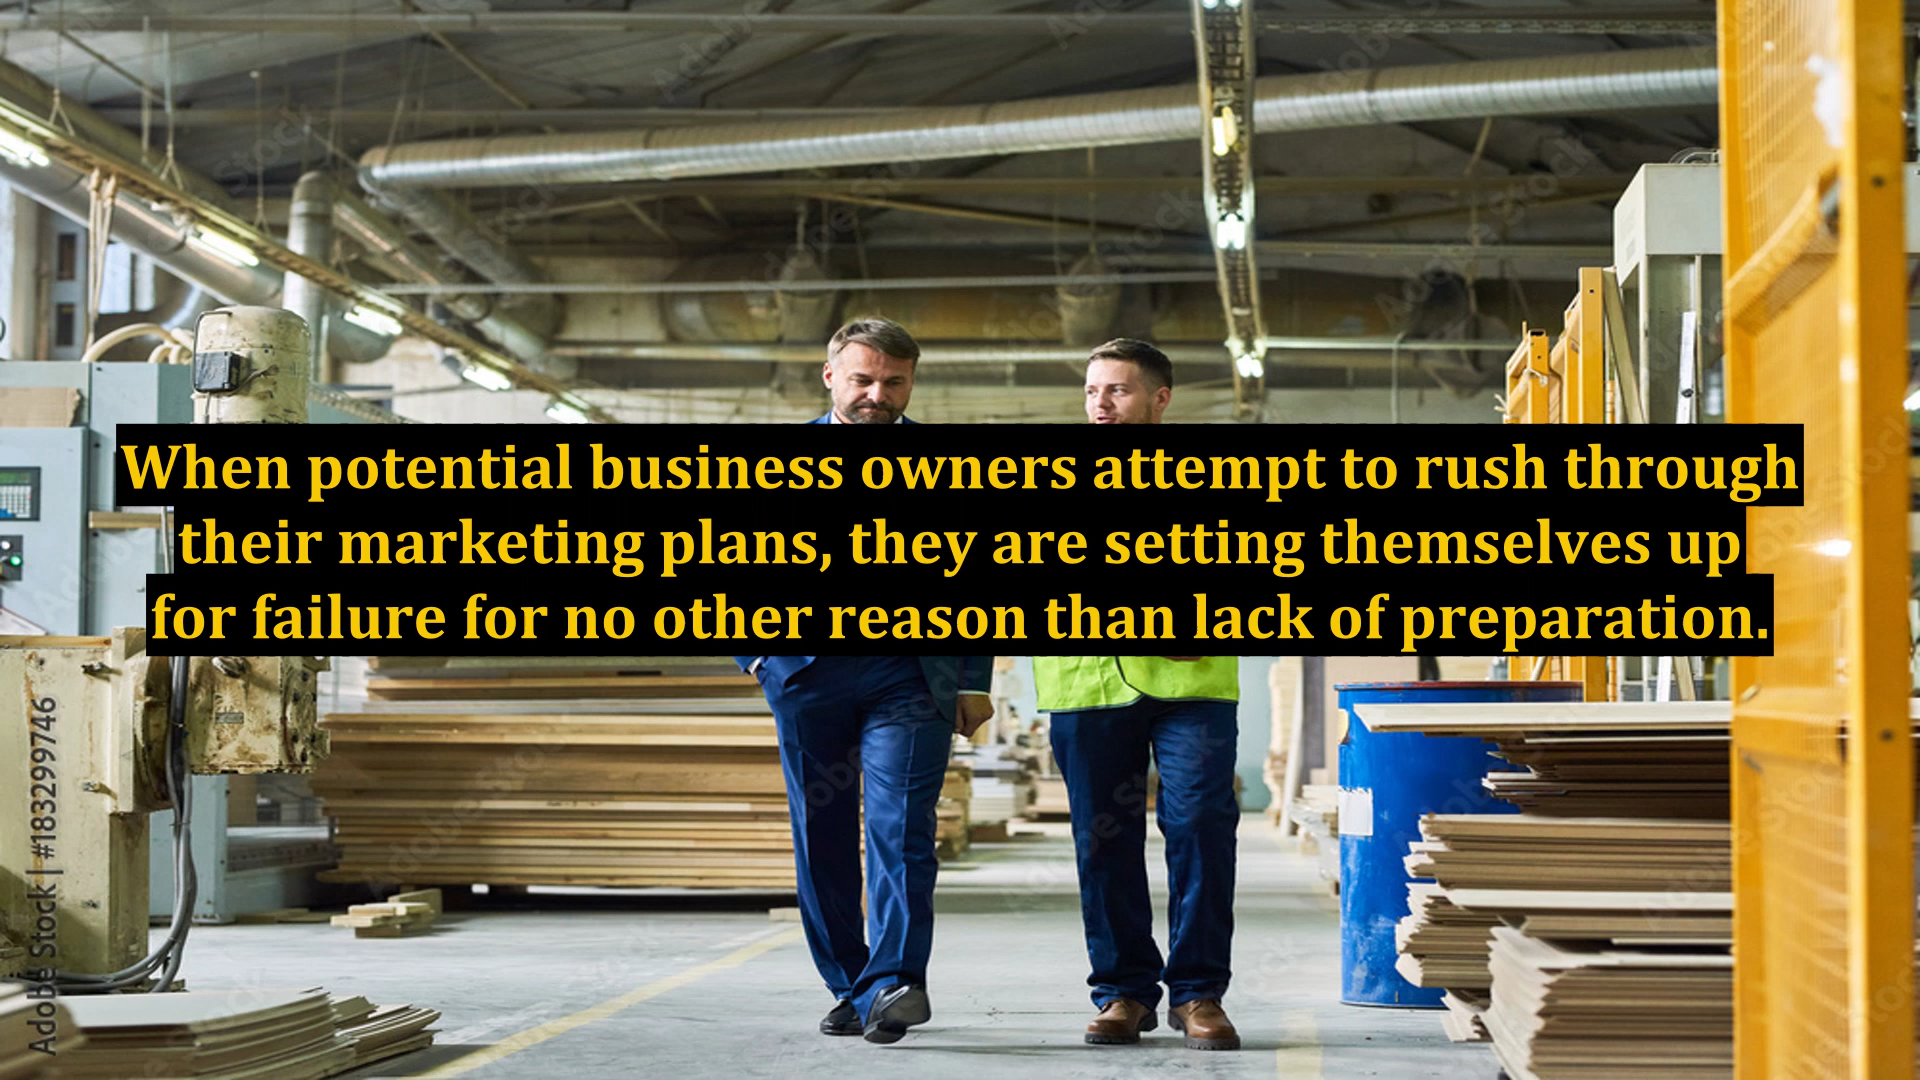 When potential business owners attempt to rush through
their marketing plans, they are setting themselves up
for failure for no other reason than lack of preparation.
Adobe Stock | #183299746